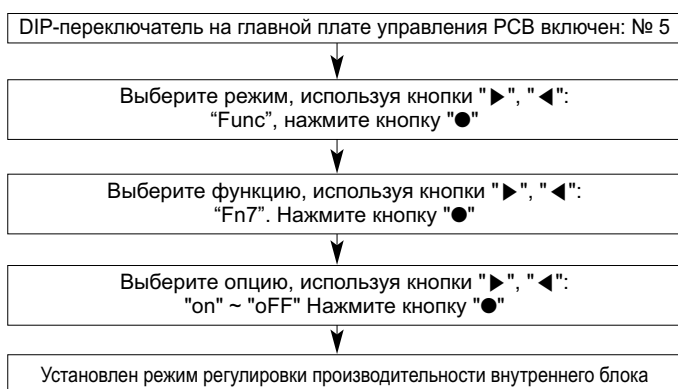 DIP-переключатель на главной плате управления PCB включен: № 5
Выберите режим, используя кнопки "▶", "◀":
“Func”, нажмите кнопку "●"
Выберите функцию, используя кнопки "▶", "◀":
“Fn7”. Нажмите кнопку "●"
Выберите опцию, используя кнопки "▶", "◀":
"on" ~ "oFF" Нажмите кнопку "●"
Установлен режим регулировки производительности внутреннего блока